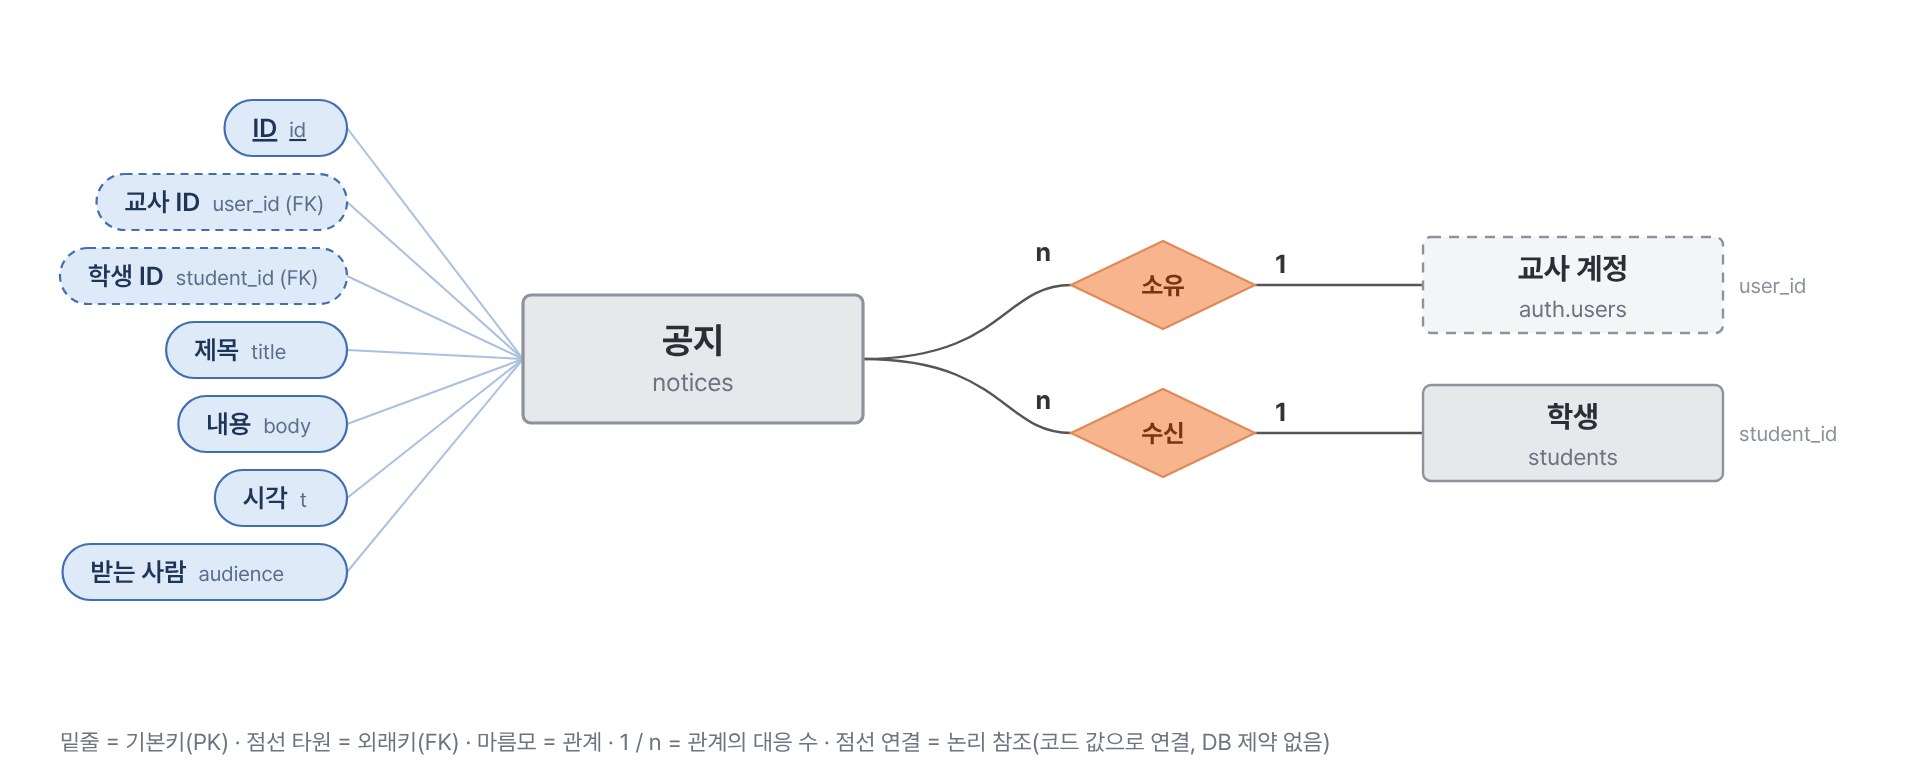 ID id
교사 ID user_id (FK)
학생 ID student_id (FK)
제목 title
내용 body
시각 t
받는 사람 audience
공지
notices
n
소유
1
교사 계정
auth.users
user_id
n
수신
1
학생
students
student_id
밑줄 = 기본키(PK) · 점선 타원 = 외래키(FK) · 마름모 = 관계 · 1 / n = 관계의 대응 수 · 점선 연결 = 논리 참조(코드 값으로 연결, DB 제약 없음)